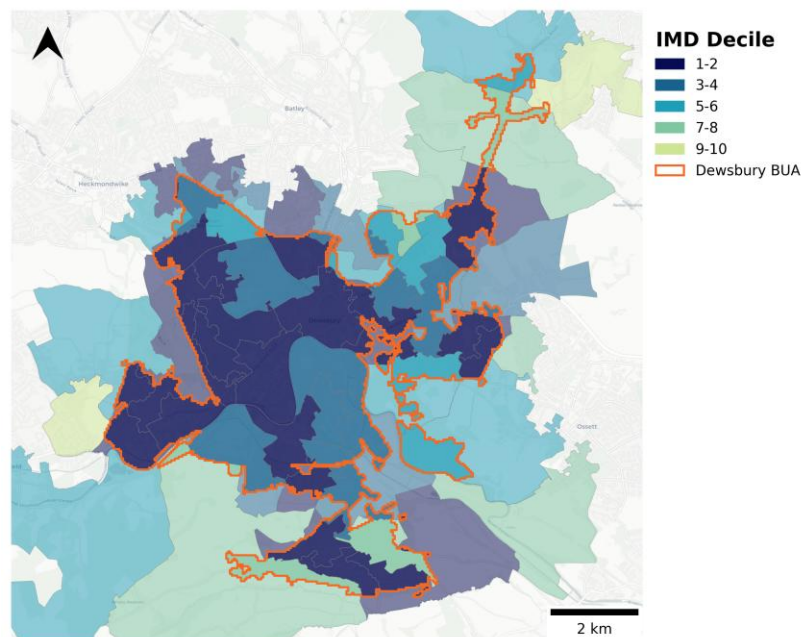 IMD Decile
1-2
3-4
5-6
7-8
9-10
Dewsbury BUA
Batley
Heckmondwike
Ossett
2 km